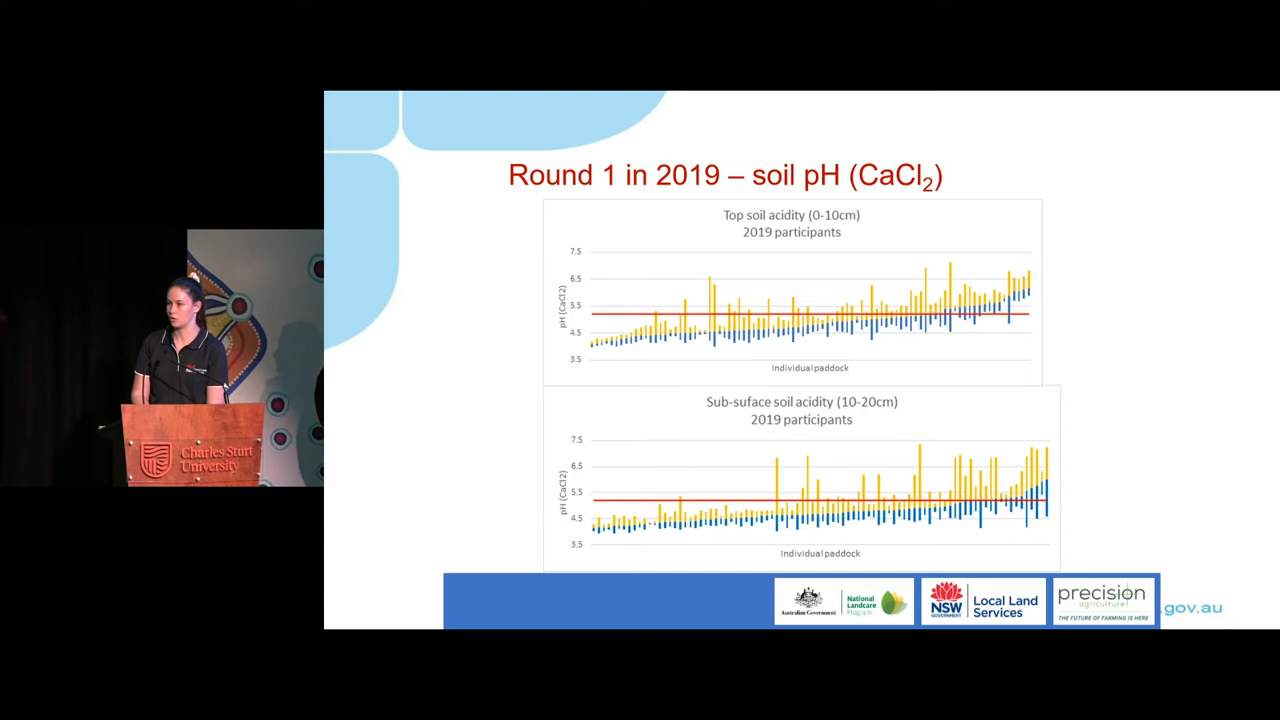 Round 1 in 2019 – soil pH (CaCl₂)
Top soil acidity (0-10cm)
2019 participants
7.5
6.5
5.5
4.5
3.5
pH (CaCl2)
Individual paddock
Sub-suface soil acidity (10-20cm)
2019 participants
7.5
6.5
5.5
4.5
3.5
pH (CaCl2)
Individual paddock
Charles Sturt
University
Australian Government
National
Landcare
Program
NSW
GOVERNMENT
Local Land
Services
precision
agriculture
THE FUTURE OF FARMING IS HERE
.gov.au